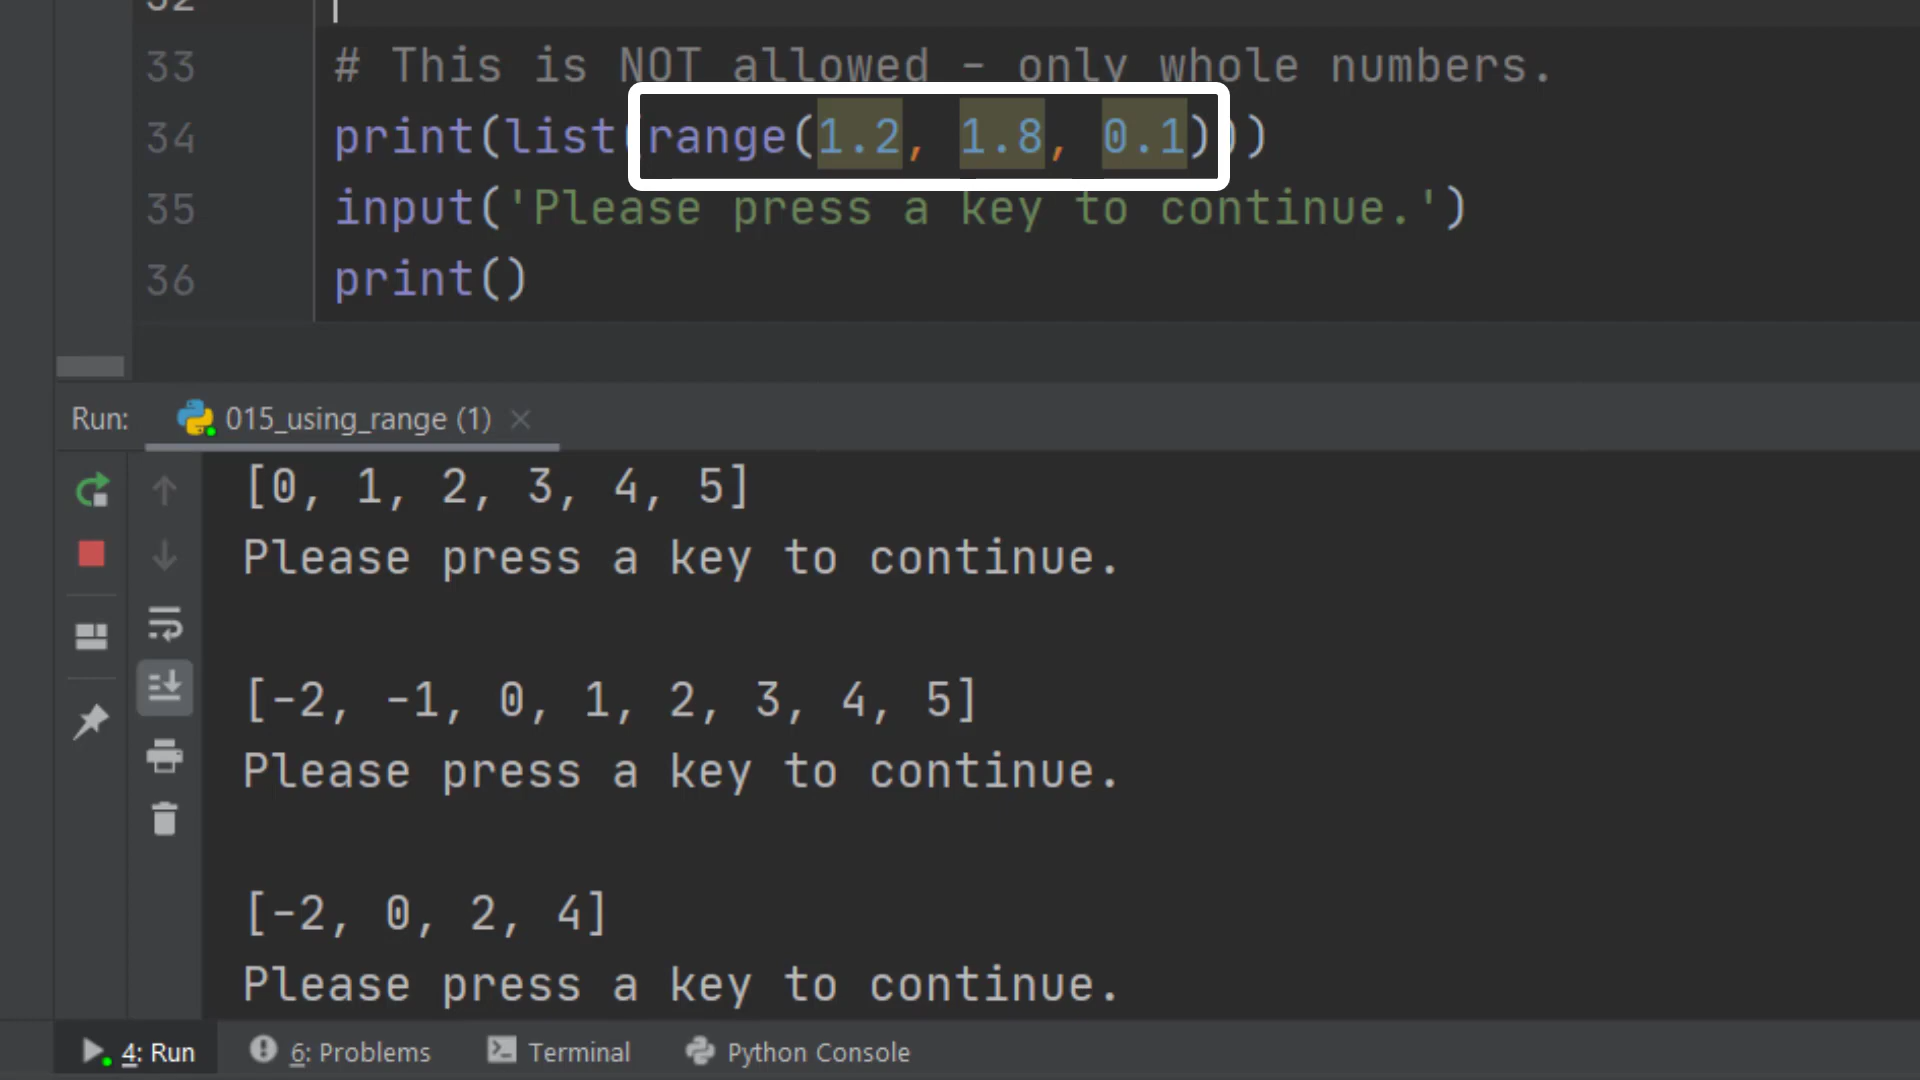 32
33 # This is NOT allowed - only whole numbers.
34 print(list(range(1.2, 1.8, 0.1)))
35 input('Please press a key to continue.')
36 print()
Run: 015_using_range (1)
[0, 1, 2, 3, 4, 5]
Please press a key to continue.
[-2, -1, 0, 1, 2, 3, 4, 5]
Please press a key to continue.
[-2, 0, 2, 4]
Please press a key to continue.
4: Run 6: Problems Terminal Python Console